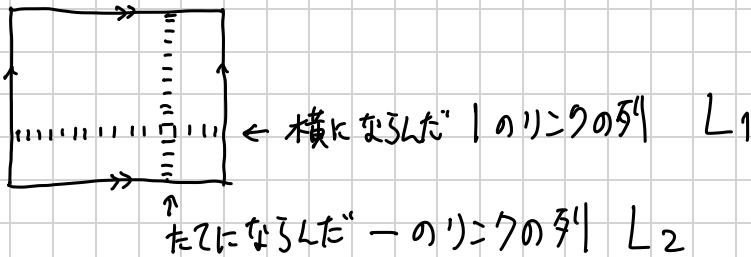 ← 横にならんだ | のリンクの列 L₁
↑
たてにならんだ ー のリンクの列 L₂